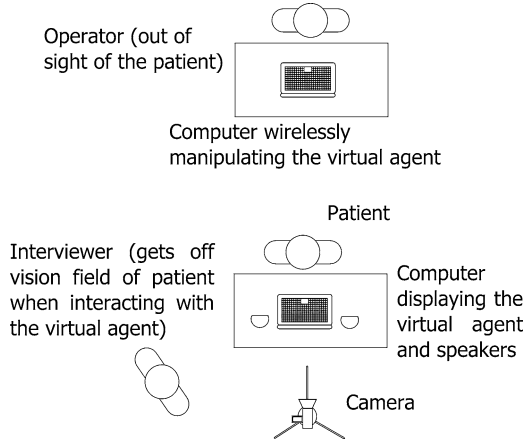 Operator (out of
sight of the patient)
Computer wirelessly
manipulating the virtual agent
Patient
Interviewer (gets off
vision field of patient
when interacting with
the virtual agent)
Computer
displaying the
virtual agent
and speakers
Camera